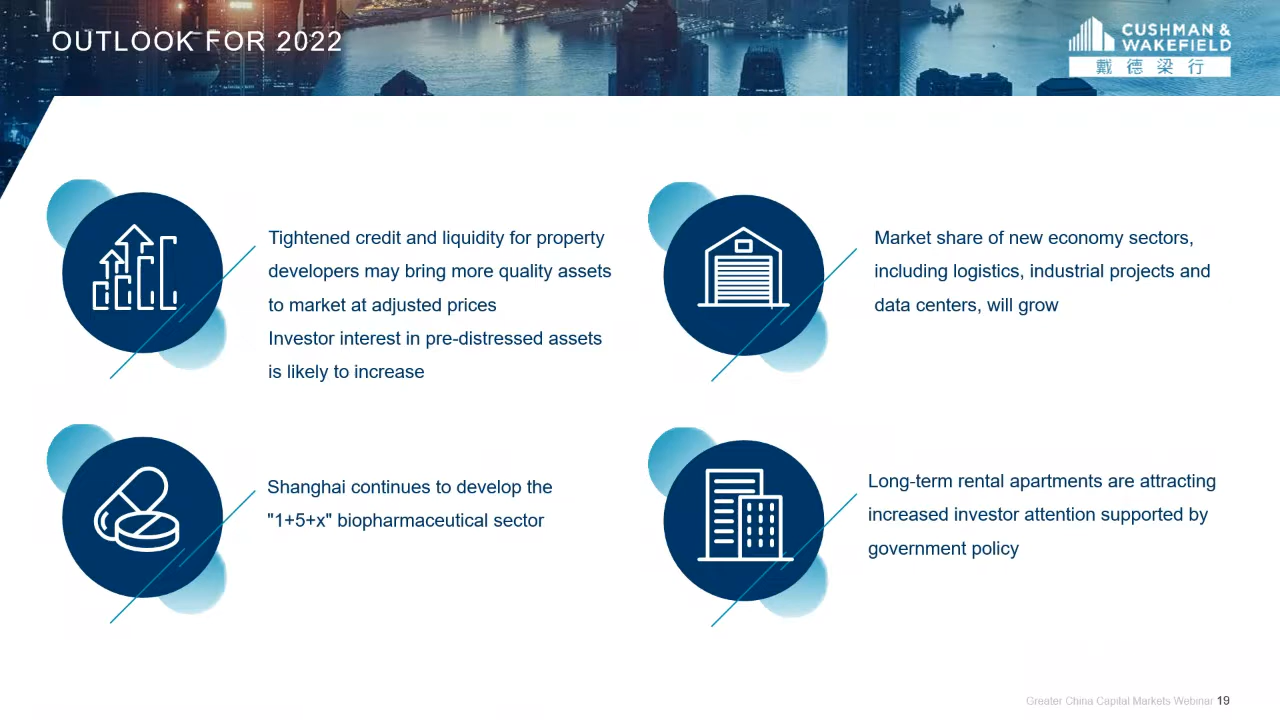 OUTLOOK FOR 2022
CUSHMAN &
WAKEFIELD
戴德梁行
Tightened credit and liquidity for property
developers may bring more quality assets
to market at adjusted prices
Investor interest in pre-distressed assets
is likely to increase
Market share of new economy sectors,
including logistics, industrial projects and
data centers, will grow
Shanghai continues to develop the
"1+5+x" biopharmaceutical sector
Long-term rental apartments are attracting
increased investor attention supported by
government policy
Greater China Capital Markets Webinar 19